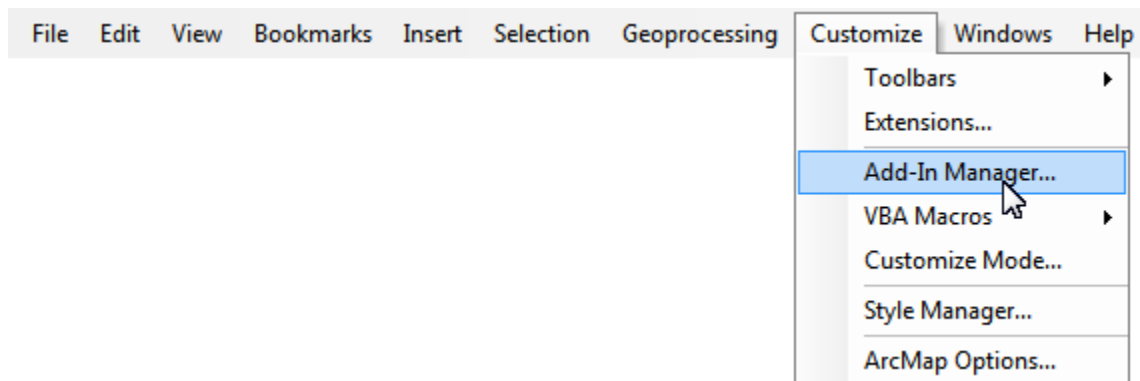 File Edit View Bookmarks Insert Selection Geoprocessing Customize Windows Help
Toolbars
Extensions...
Add-In Manager...
VBA Macros
Customize Mode...
Style Manager...
ArcMap Options...